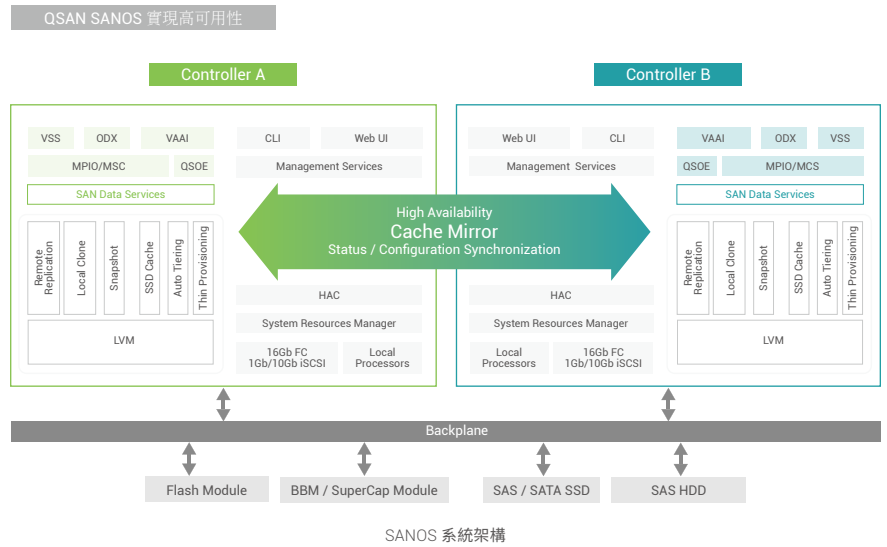 QSAN SANOS 實現高可用性
Controller A
Controller B
VSS
ODX
VAAI
CLI
Web UI
MPIO/MSC
QSOE
Management Services
SAN Data Services
Web UI
CLI
VAAI
ODX
VSS
Management Services
QSOE
MPIO/MCS
SAN Data Services
High Availability
Cache Mirror
Status / Configuration Synchronization
Remote
Replication
Local Clone
Snapshot
SSD Cache
Auto Tiering
Thin Provisioning
LVM
HAC
System Resources Manager
16Gb FC
1Gb/10Gb iSCSI
Local
Processors
HAC
System Resources Manager
Local
Processors
16Gb FC
1Gb/10Gb iSCSI
Remote
Replication
Local Clone
Snapshot
SSD Cache
Auto Tiering
Thin Provisioning
LVM
Backplane
Flash Module
BBM / SuperCap Module
SAS / SATA SSD
SAS HDD
SANOS 系統架構